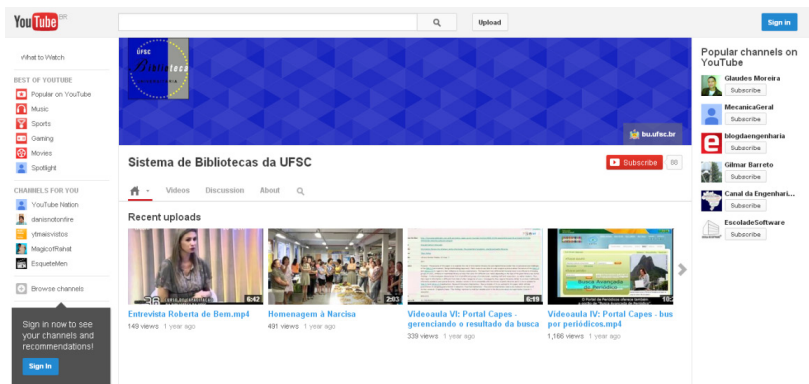 YouTube BR
Upload
Sign in
What to Watch
BEST OF YOUTUBE
Popular on YouTube
Music
Sports
Gaming
Movies
Spotlight
CHANNELS FOR YOU
YouTube Nation
danisnotonfire
ytmaisvistos
MagicofRahat
EsqueteMen
Browse channels
Sign in now to see
your channels and
recommendations!
Sign In
UFSC
Biblioteca
bu.ufsc.br
Sistema de Bibliotecas da UFSC
Subscribe 88
Videos Discussion About
Recent uploads
38
6:42
Entrevista Roberta de Bem.mp4
149 views 1 year ago
2:03
Homenagem à Narcisa
491 views 1 year ago
6:19
Videoaula VI: Portal Capes -
gerenciando o resultado da busca
339 views 1 year ago
Busca Avançada
de Periódico
10:2
Videoaula IV: Portal Capes - bus
por periódicos.mp4
1,166 views 1 year ago
Popular channels on
YouTube
Glaudes Moreira
Subscribe
MecanicaGeral
Subscribe
blogdaengenharia
Subscribe
Gilmar Barreto
Subscribe
Canal da Engenhari...
Subscribe
EscoladeSoftware
Subscribe